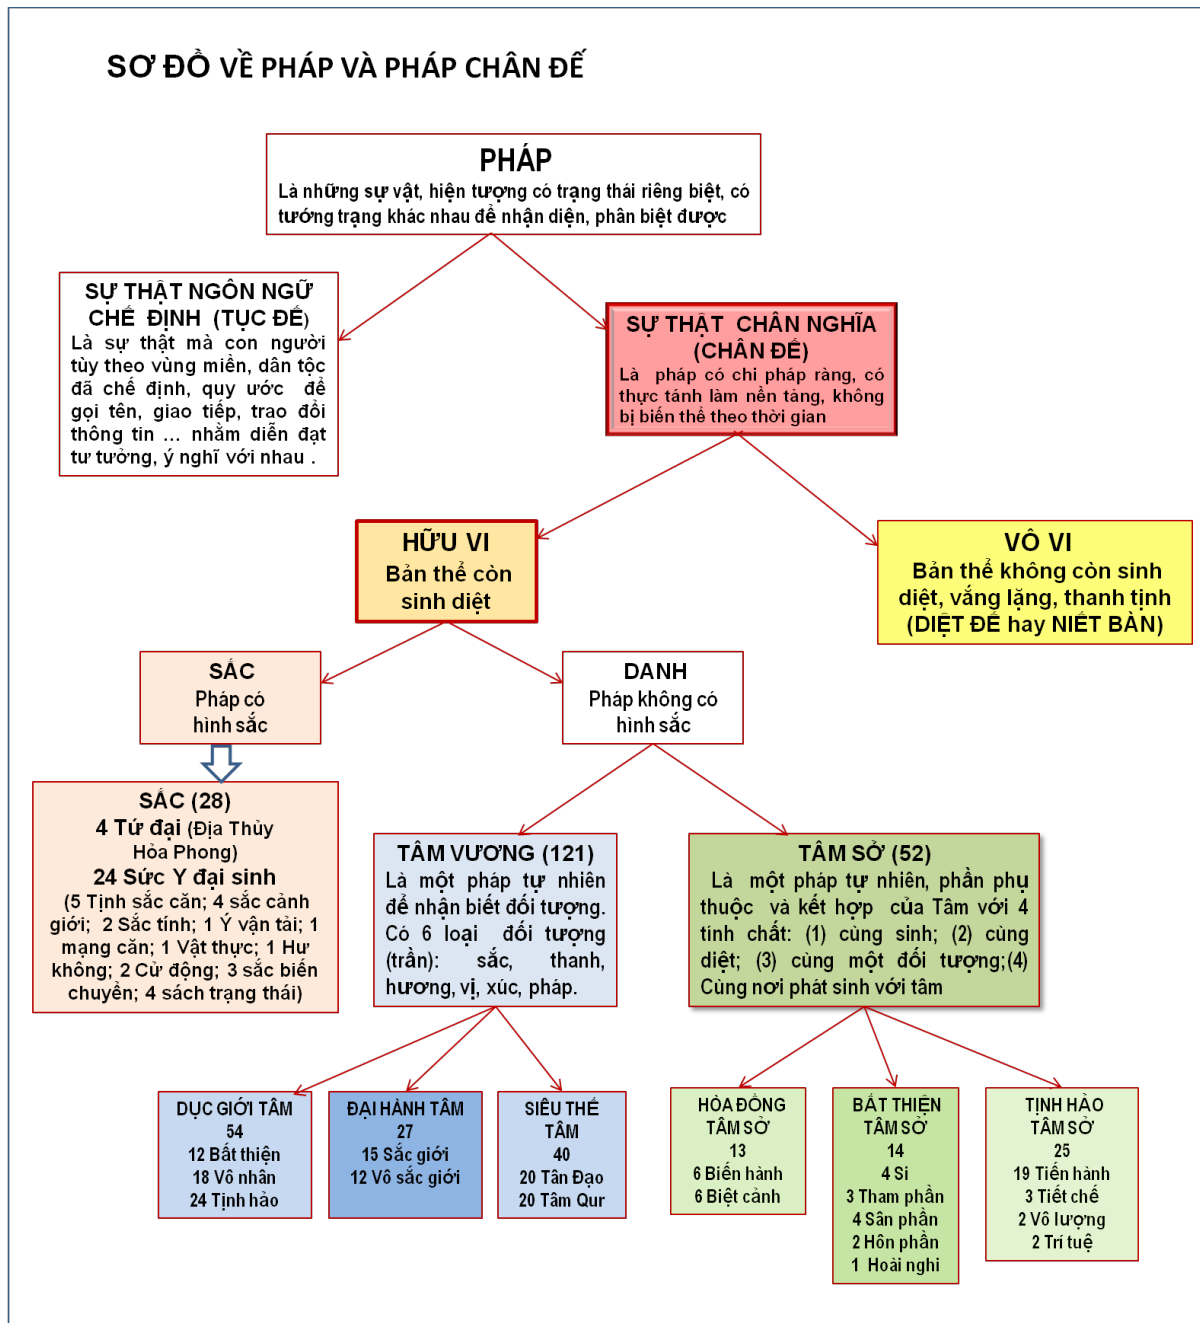 SƠ ĐỒ VỀ PHÁP VÀ PHÁP CHÂN ĐẾ
PHÁP
Là những sự vật, hiện tượng có trạng thái riêng biệt, có
tướng trạng khác nhau để nhận diện, phân biệt được
SỰ THẬT NGÔN NGỮ
CHẾ ĐỊNH (TỤC ĐẾ)
Là sự thật mà con người
tùy theo vùng miền, dân tộc
đã chế định, quy ước để
gọi tên, giao tiếp, trao đổi
thông tin ... nhằm diễn đạt
tư tưởng, ý nghĩ với nhau .
SỰ THẬT CHÂN NGHĨA
(CHÂN ĐẾ)
Là pháp có chi pháp ràng, có
thực tánh làm nền tảng, không
bị biến thể theo thời gian
HỮU VI
Bản thể còn
sinh diệt
VÔ VI
Bản thể không còn sinh
diệt, vắng lặng, thanh tịnh
(DIỆT ĐẾ hay NIẾT BÀN)
SẮC
Pháp có
hình sắc
DANH
Pháp không có
hình sắc
SẮC (28)
4 Tứ đại (Địa Thủy
Hỏa Phong)
24 Sức Y đại sinh
(5 Tịnh sắc căn; 4 sắc cảnh
giới; 2 Sắc tính; 1 Ý vận tải; 1
mạng căn; 1 Vật thực; 1 Hư
không; 2 Cử động; 3 sắc biến
chuyển; 4 sách trạng thái)
TÂM VƯƠNG (121)
Là một pháp tự nhiên
để nhận biết đối tượng.
Có 6 loại đối tượng
(trần): sắc, thanh,
hương, vị, xúc, pháp.
TÂM SỞ (52)
Là một pháp tự nhiên, phần phụ
thuộc và kết hợp của Tâm với 4
tính chất: (1) cùng sinh; (2) cùng
diệt; (3) cùng một đối tượng;(4)
Cùng nơi phát sinh với tâm
DỤC GIỚI TÂM
54
12 Bất thiện
18 Vô nhân
24 Tịnh hảo
ĐẠI HÀNH TÂM
27
15 Sắc giới
12 Vô sắc giới
SIÊU THẾ
TÂM
40
20 Tân Đạo
20 Tâm Qur
HÒA ĐỒNG
TÂM SỞ
13
6 Biến hành
6 Biệt cảnh
BẤT THIỆN
TÂM SỞ
14
4 Si
3 Tham phần
4 Sân phần
2 Hôn phần
1 Hoài nghi
TỊNH HẢO
TÂM SỞ
25
19 Tiến hành
3 Tiết chế
2 Vô lượng
2 Trí tuệ